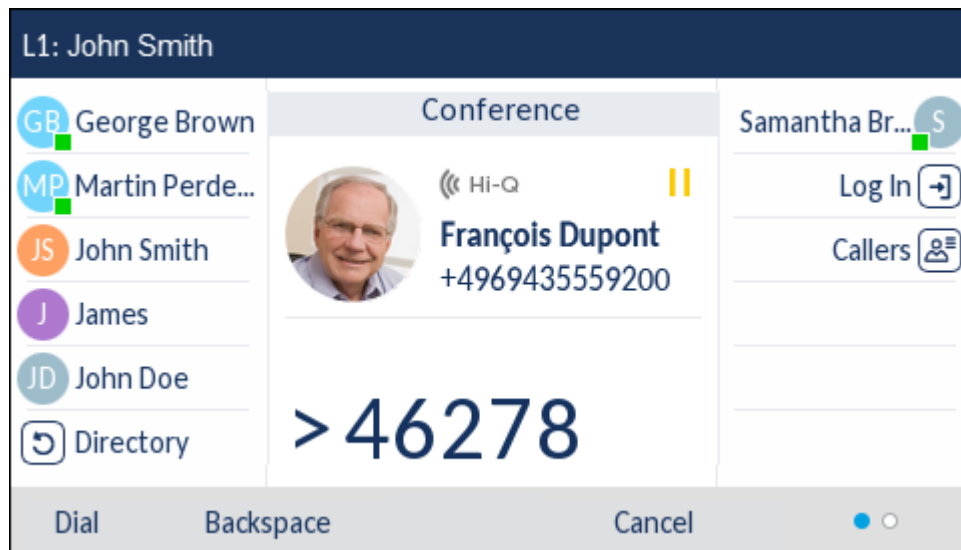 L1: John Smith
GB George Brown
MP Martin Perde...
JS John Smith
J James
JD John Doe
Directory
Conference
Hi-Q
François Dupont
+4969435559200
>46278
Samantha Br... S
Log In
Callers
Dial Backspace Cancel